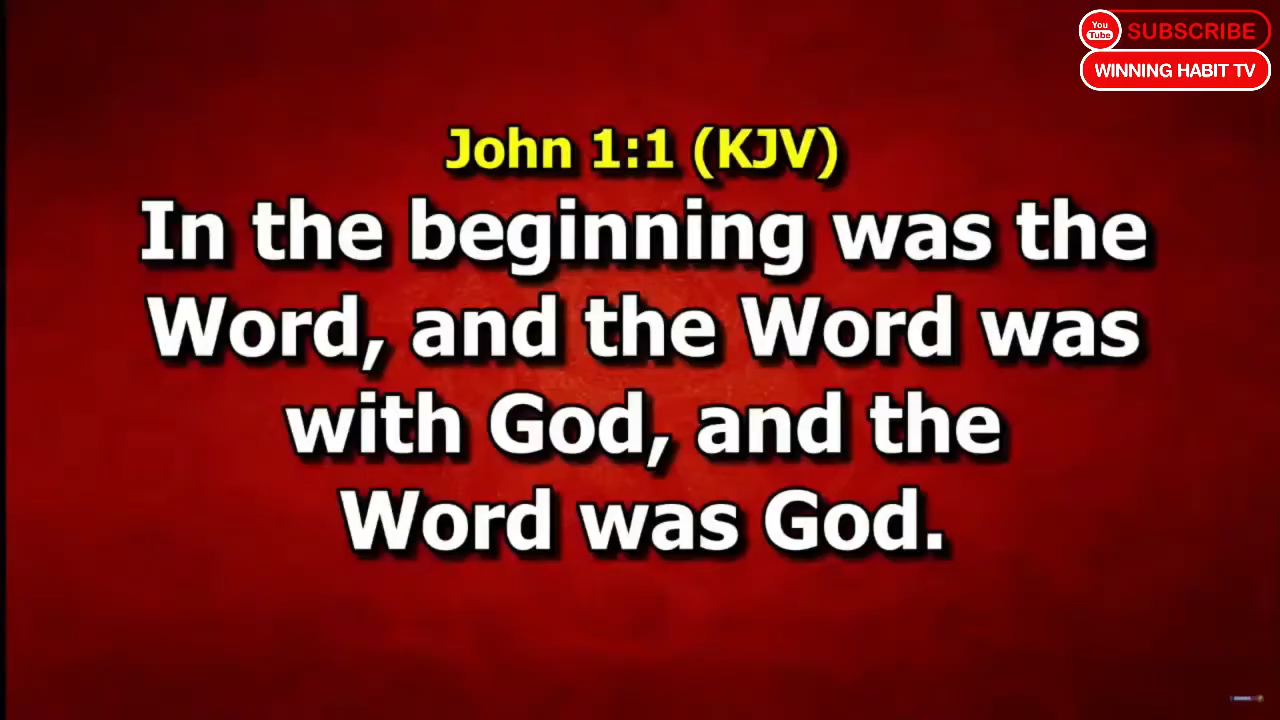 You
Tube
SUBSCRIBE
WINNING HABIT TV
John 1:1 (KJV)
In the beginning was the
Word, and the Word was
with God, and the
Word was God.